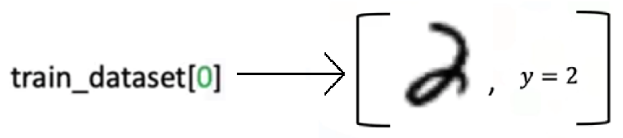 train_dataset[0] → [ 2 , y = 2 ]